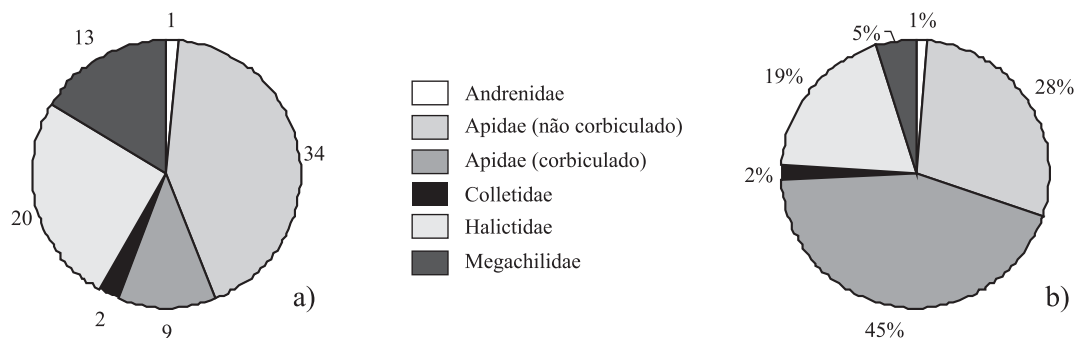 1
13
34
20
2
9
a)
Andrenidae
Apidae (não corbiculado)
Apidae (corbiculado)
Colletidae
Halictidae
Megachilidae
1%
5%
19%
28%
2%
45%
b)